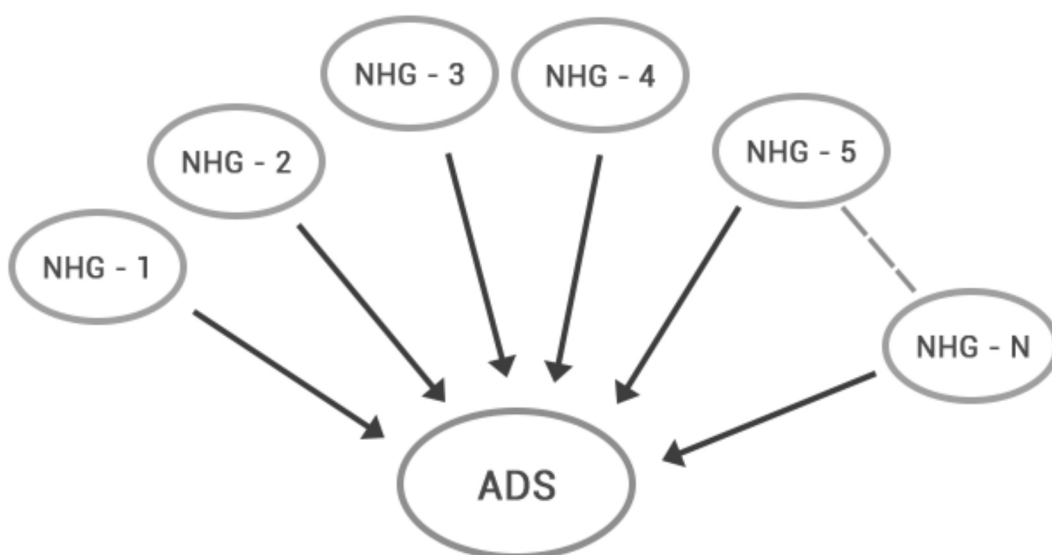 NHG - 1
NHG - 2
NHG - 3
NHG - 4
NHG - 5
NHG - N
ADS